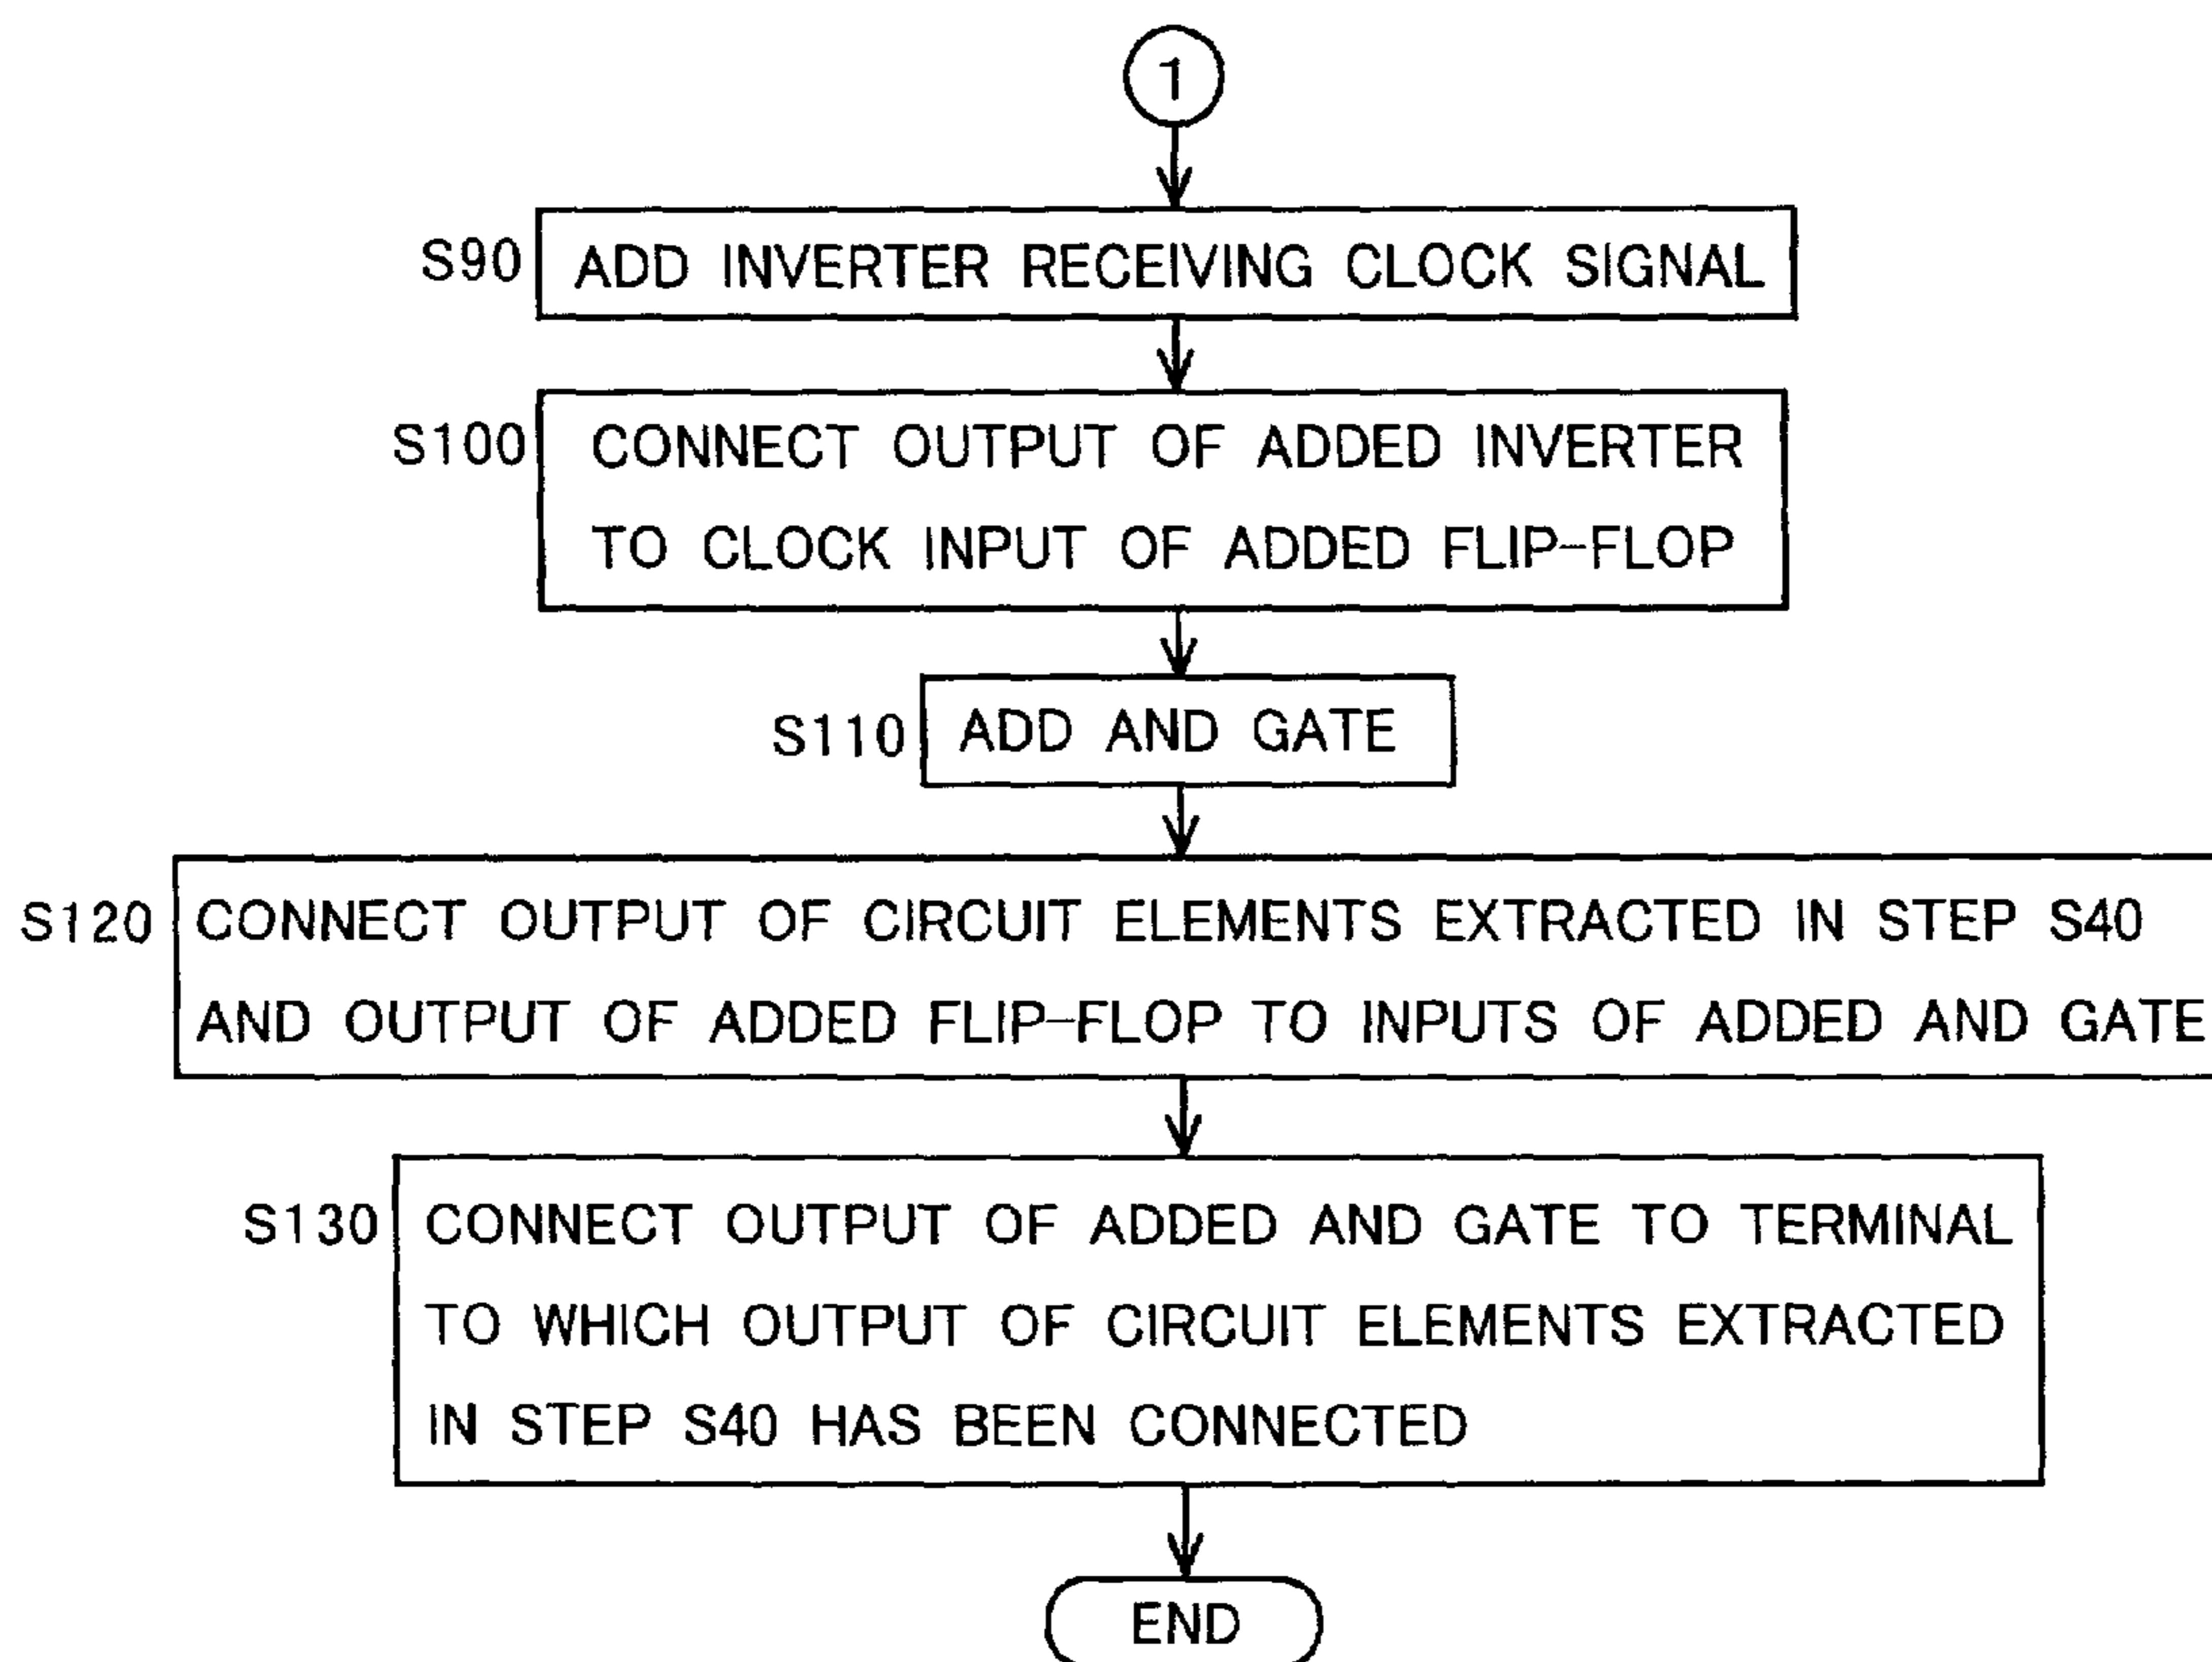 1
S90
ADD INVERTER RECEIVING CLOCK SIGNAL
S100
CONNECT OUTPUT OF ADDED INVERTER
TO CLOCK INPUT OF ADDED FLIP-FLOP
S110
ADD AND GATE
S120
CONNECT OUTPUT OF CIRCUIT ELEMENTS EXTRACTED IN STEP S40
AND OUTPUT OF ADDED FLIP-FLOP TO INPUTS OF ADDED AND GATE
S130
CONNECT OUTPUT OF ADDED AND GATE TO TERMINAL
TO WHICH OUTPUT OF CIRCUIT ELEMENTS EXTRACTED
IN STEP S40 HAS BEEN CONNECTED
END